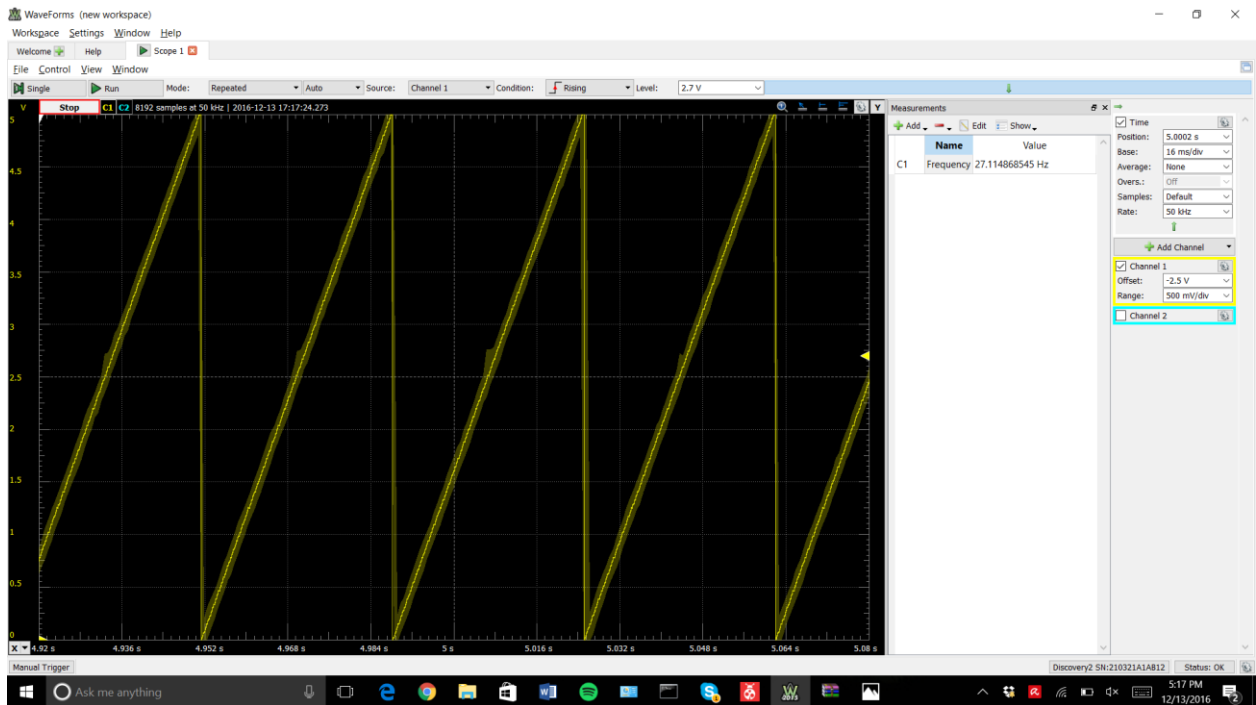 WaveForms (new workspace)
Workspace Settings Window Help
Welcome Help Scope 1
File Control View Window
Single Run Mode: Repeated Auto Source: Channel 1 Condition: Rising Level: 2.7 V
V Stop C1 C2 8192 samples at 50 kHz | 2016-12-13 17:17:24.273 Y
5
4.5
4
3.5
3
2.5
2
1.5
1
0.5
0
X 4.92 s 4.936 s 4.952 s 4.968 s 4.984 s 5 s 5.016 s 5.032 s 5.048 s 5.064 s 5.08 s
Measurements
Add Edit Show
Name Value
C1 Frequency 27.114868545 Hz
Time
Position: 5.0002 s
Base: 16 ms/div
Average: None
Overs.: Off
Samples: Default
Rate: 50 kHz
Add Channel
Channel 1
Offset: -2.5 V
Range: 500 mV/div
Channel 2
Manual Trigger Discovery2 SN:210321A1AB12 Status: OK
Ask me anything
5:17 PM
12/13/2016
2